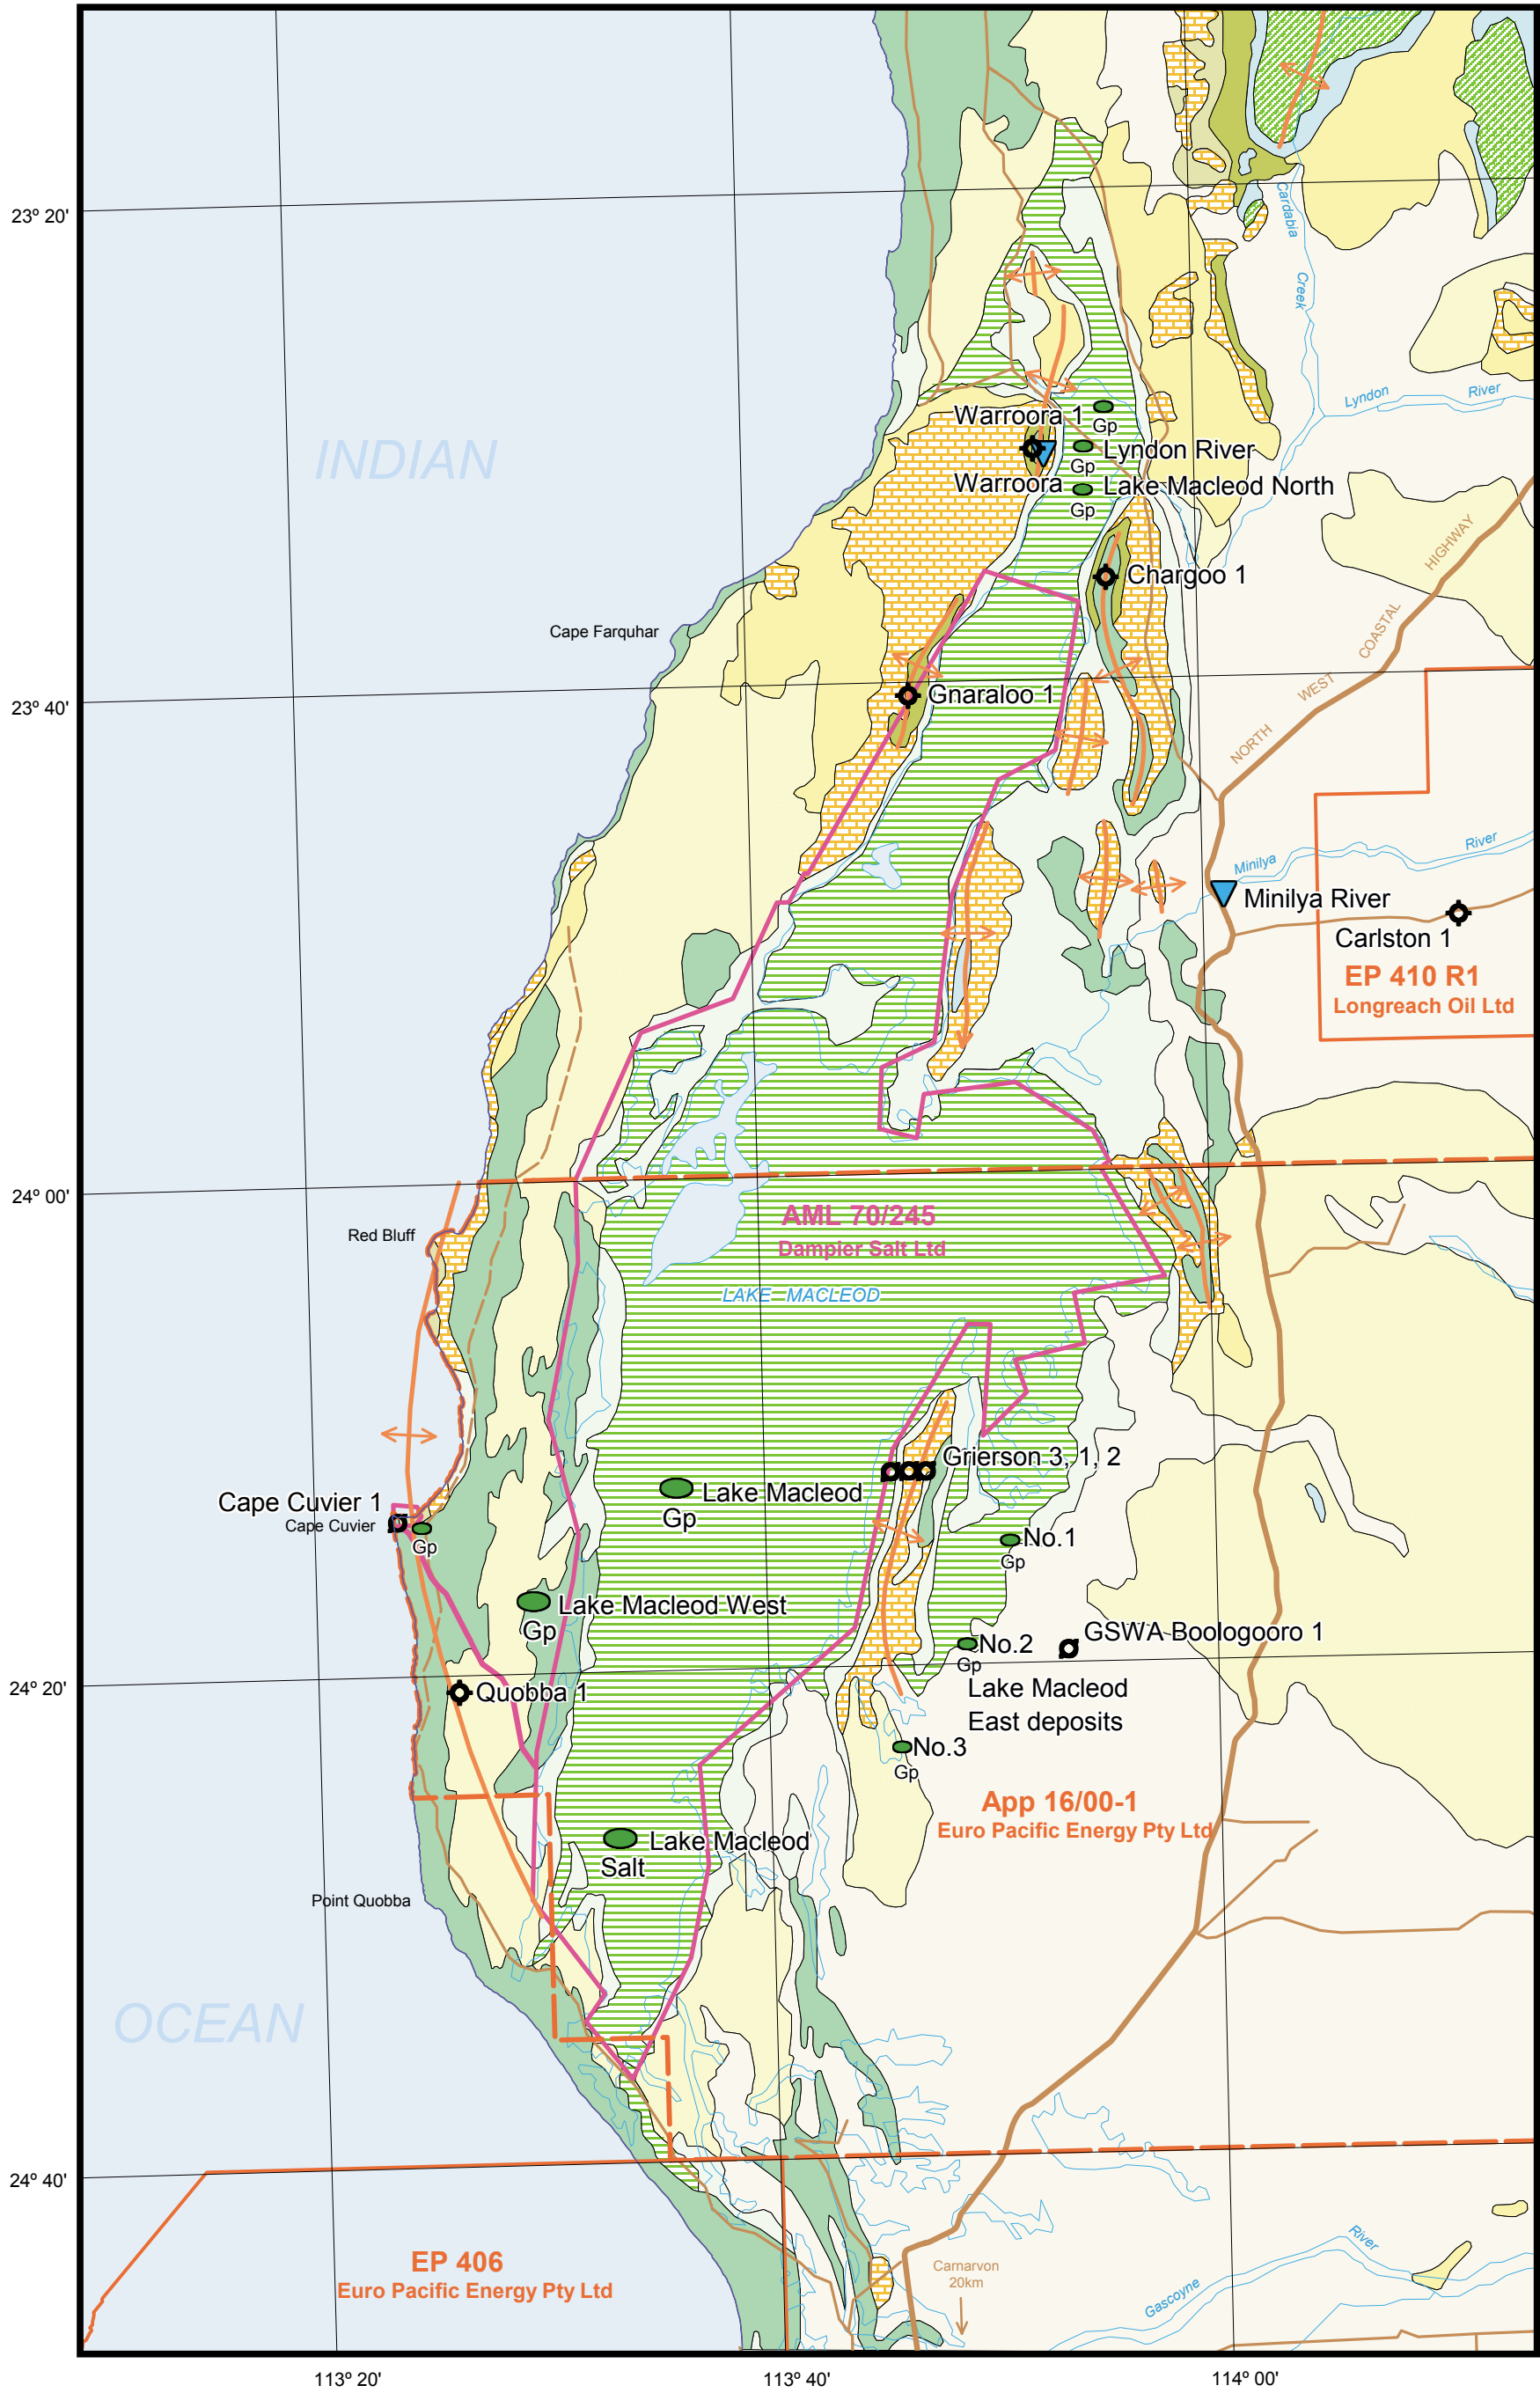 23° 20'
Cardabia
Creek
INDIAN
Lyndon
River
Warroora 1
Gp
Lyndon River
Gp
Warroora
Lake Macleod North
Gp
HIGHWAY
COASTAL
WEST
NORTH
Chargoo 1
Cape Farquhar
23° 40'
Gnaraloo 1
Minilya
River
Minilya River
Carlston 1
EP 410 R1
Longreach Oil Ltd
24° 00'
Red Bluff
AML 70/245
Dampier Salt Ltd
LAKE MACLEOD
Grierson 3, 1, 2
Cape Cuvier 1
Cape Cuvier
Gp
Lake Macleod
Gp
No.1
Gp
Lake Macleod West
Gp
GSWA Boologooro 1
No.2
Gp
24° 20'
Quobba 1
Lake Macleod
East deposits
No.3
Gp
App 16/00-1
Euro Pacific Energy Pty Ltd
Lake Macleod
Salt
Point Quobba
OCEAN
24° 40'
EP 406
Euro Pacific Energy Pty Ltd
Carnarvon
20km
Gascoyne
River
113° 20'
113° 40'
114° 00'